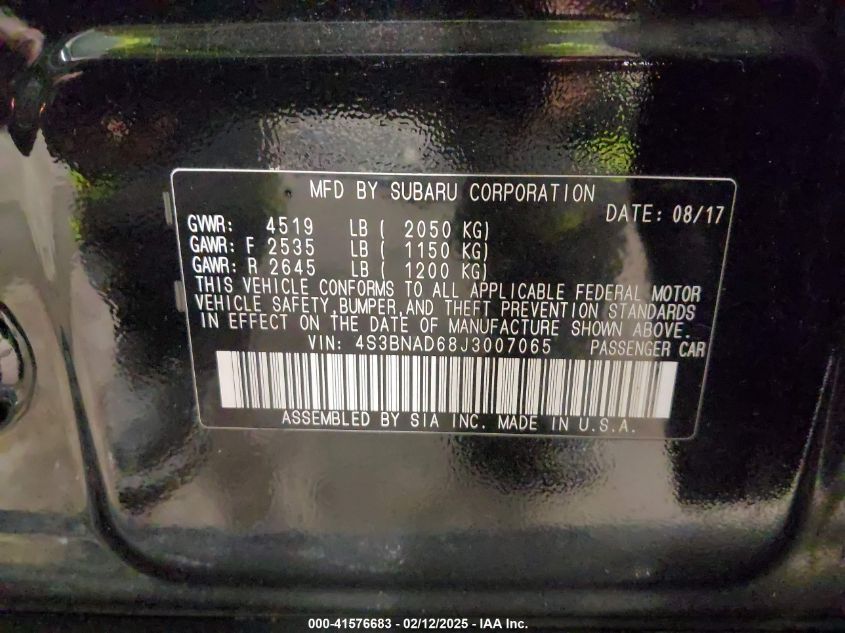 MFD BY SUBARU CORPORATION
DATE: 08/17
GVWR: 4519 LB ( 2050 KG)
GAWR: F 2535 LB ( 1150 KG)
GAWR: R 2645 LB ( 1200 KG)
THIS VEHICLE CONFORMS TO ALL APPLICABLE FEDERAL MOTOR
VEHICLE SAFETY,BUMPER,AND THEFT PREVENTION STANDARDS
IN EFFECT ON THE DATE OF MANUFACTURE SHOWN ABOVE.
VIN: 4S3BNAD68J3007065 PASSENGER CAR
ASSEMBLED BY SIA INC. MADE IN U.S.A.
000-41576683 - 02/12/2025 - IAA Inc.